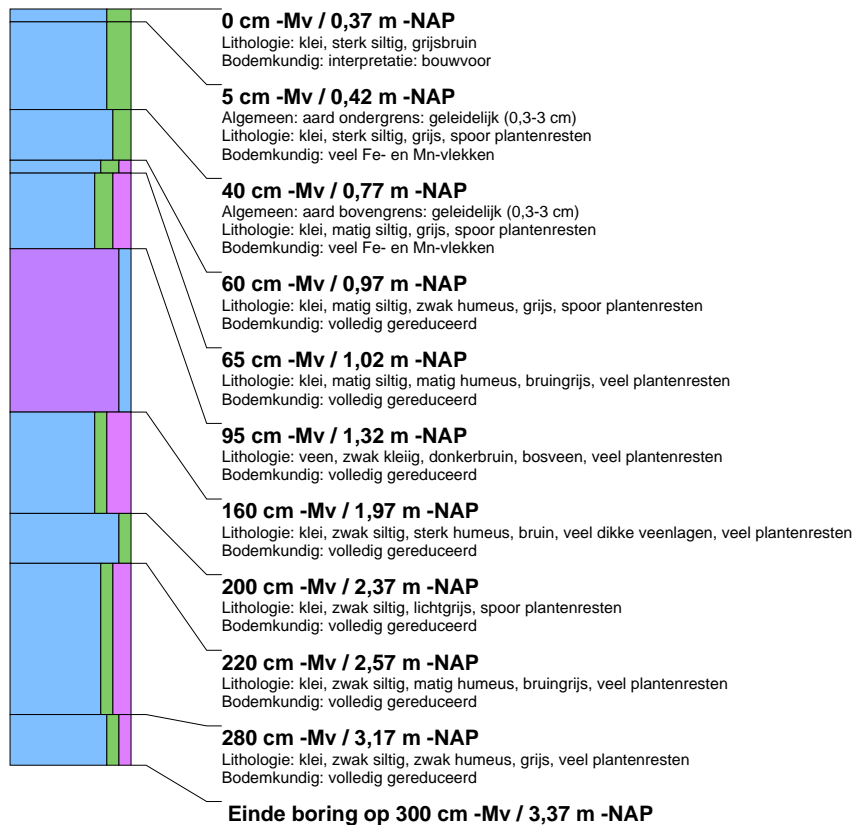 0 cm -Mv / 0,37 m -NAP
Lithologie: klei, sterk siltig, grijsbruin
Bodemkundig: interpretatie: bouwvoor
5 cm -Mv / 0,42 m -NAP
Algemeen: aard ondergrens: geleidelijk (0,3-3 cm)
Lithologie: klei, sterk siltig, grijs, spoor plantenresten
Bodemkundig: veel Fe- en Mn-vlekken
40 cm -Mv / 0,77 m -NAP
Algemeen: aard bovengrens: geleidelijk (0,3-3 cm)
Lithologie: klei, matig siltig, grijs, spoor plantenresten
Bodemkundig: veel Fe- en Mn-vlekken
60 cm -Mv / 0,97 m -NAP
Lithologie: klei, matig siltig, zwak humeus, grijs, spoor plantenresten
Bodemkundig: volledig gereduceerd
65 cm -Mv / 1,02 m -NAP
Lithologie: klei, matig siltig, matig humeus, bruingrijs, veel plantenresten
Bodemkundig: volledig gereduceerd
95 cm -Mv / 1,32 m -NAP
Lithologie: veen, zwak kleiig, donkerbruin, bosveen, veel plantenresten
Bodemkundig: volledig gereduceerd
160 cm -Mv / 1,97 m -NAP
Lithologie: klei, zwak siltig, sterk humeus, bruin, veel dikke veenlagen, veel plantenresten
Bodemkundig: volledig gereduceerd
200 cm -Mv / 2,37 m -NAP
Lithologie: klei, zwak siltig, lichtgrijs, spoor plantenresten
Bodemkundig: volledig gereduceerd
220 cm -Mv / 2,57 m -NAP
Lithologie: klei, zwak siltig, matig humeus, bruingrijs, veel plantenresten
Bodemkundig: volledig gereduceerd
280 cm -Mv / 3,17 m -NAP
Lithologie: klei, zwak siltig, zwak humeus, grijs, veel plantenresten
Bodemkundig: volledig gereduceerd
Einde boring op 300 cm -Mv / 3,37 m -NAP